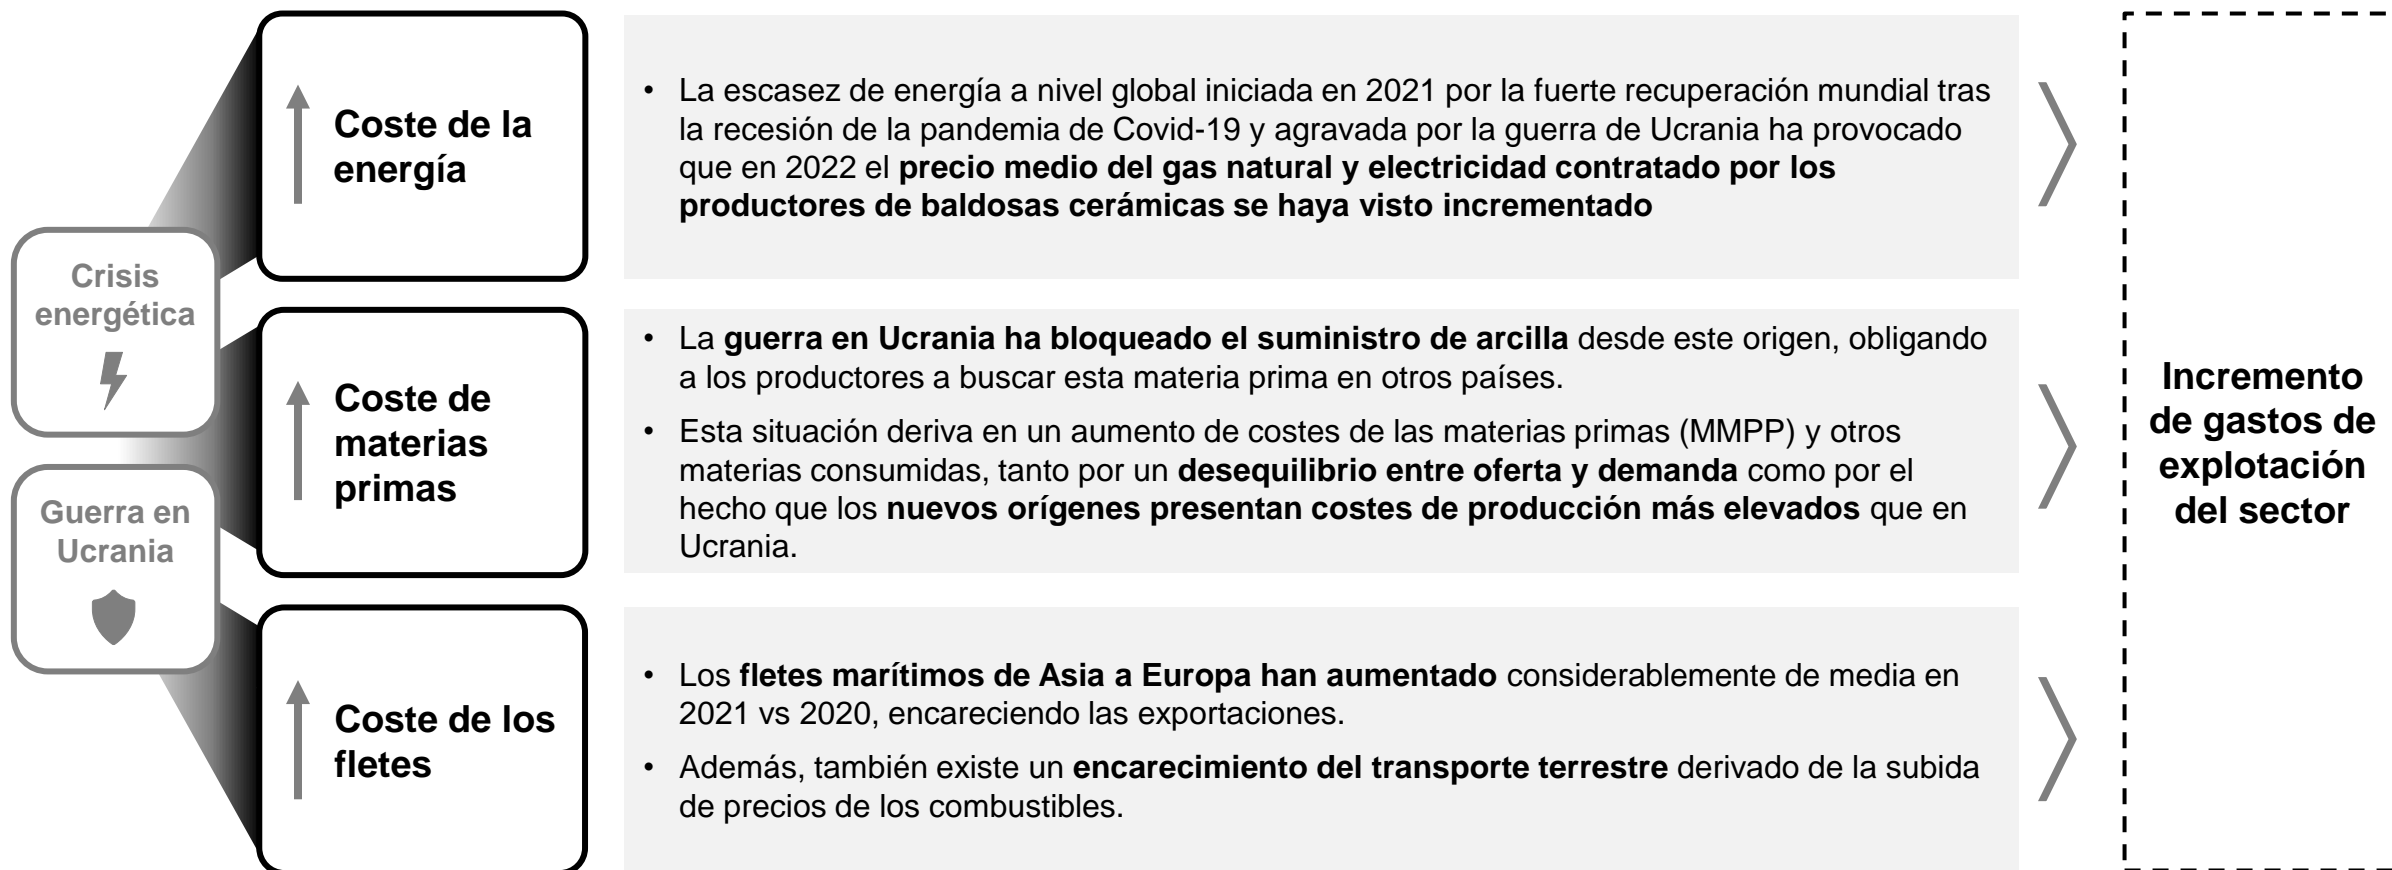 Crisis
energética
Guerra en
Ucrania
Coste de la
energía
• La escasez de energía a nivel global iniciada en 2021 por la fuerte recuperación mundial tras
la recesión de la pandemia de Covid-19 y agravada por la guerra de Ucrania ha provocado
que en 2022 el precio medio del gas natural y electricidad contratado por los
productores de baldosas cerámicas se haya visto incrementado
Coste de
materias
primas
• La guerra en Ucrania ha bloqueado el suministro de arcilla desde este origen, obligando
a los productores a buscar esta materia prima en otros países.
• Esta situación deriva en un aumento de costes de las materias primas (MMPP) y otros
materias consumidas, tanto por un desequilibrio entre oferta y demanda como por el
hecho que los nuevos orígenes presentan costes de producción más elevados que en
Ucrania.
Coste de los
fletes
• Los fletes marítimos de Asia a Europa han aumentado considerablemente de media en
2021 vs 2020, encareciendo las exportaciones.
• Además, también existe un encarecimiento del transporte terrestre derivado de la subida
de precios de los combustibles.
Incremento
de gastos de
explotación
del sector